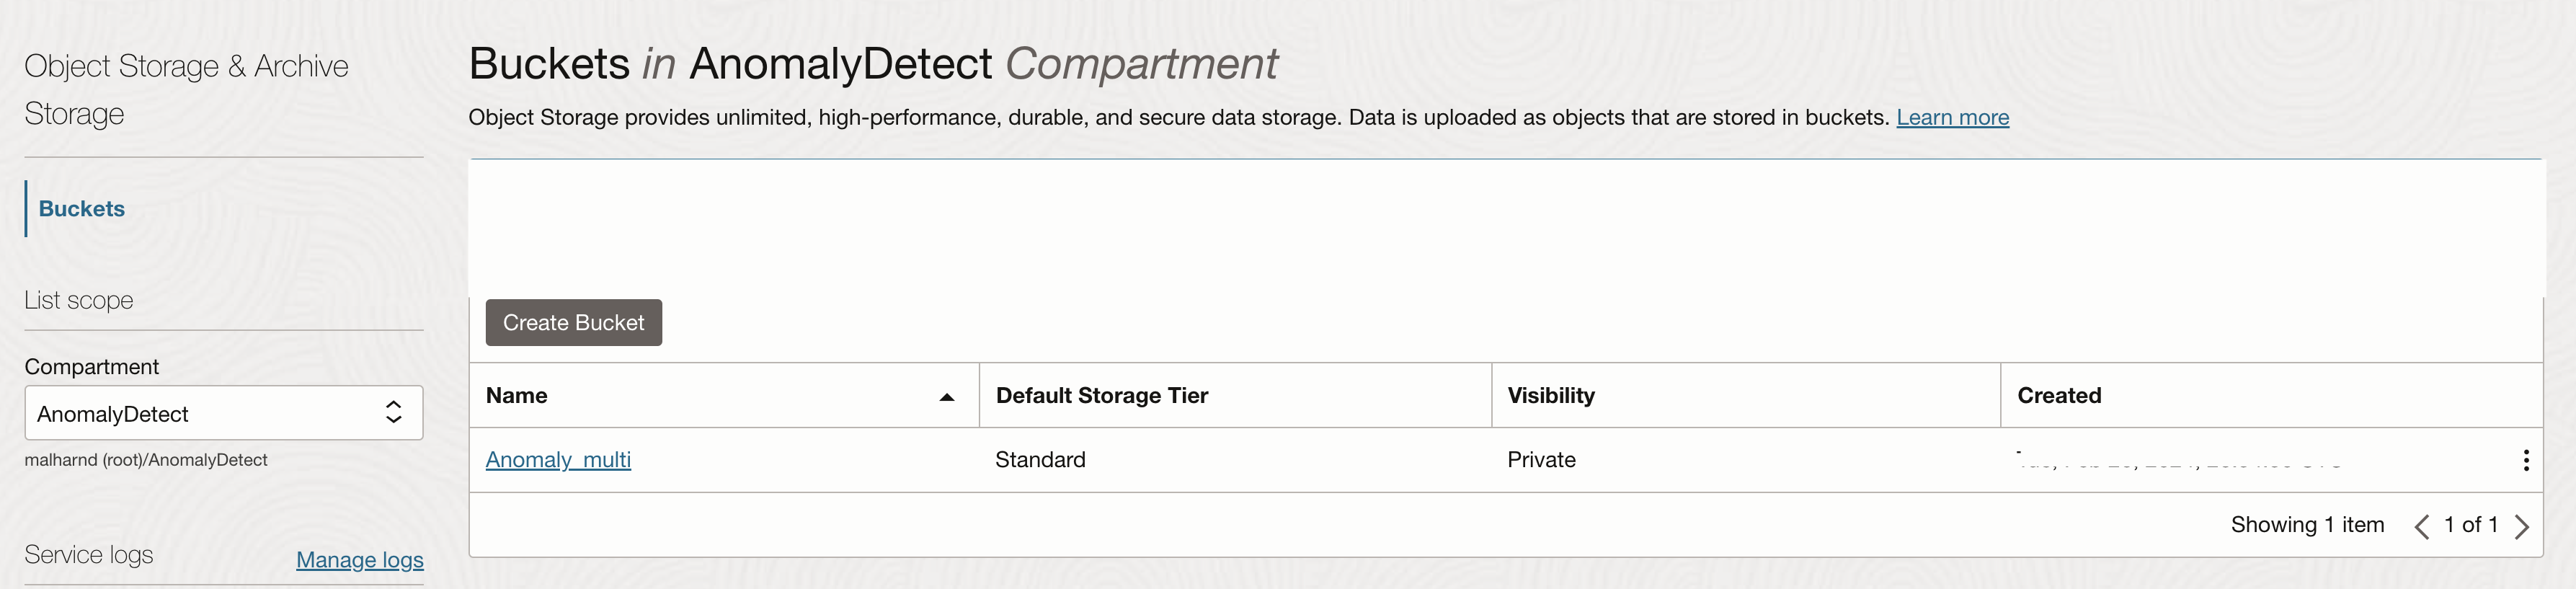 Object Storage & Archive
Storage
Buckets
List scope
Compartment
AnomalyDetect
malharnd (root)/AnomalyDetect
Service logs
Manage logs
Buckets in AnomalyDetect Compartment
Object Storage provides unlimited, high-performance, durable, and secure data storage. Data is uploaded as objects that are stored in buckets. Learn more
Create Bucket
Name Default Storage Tier Visibility Created
Anomaly_multi Standard Private
Showing 1 item 1 of 1